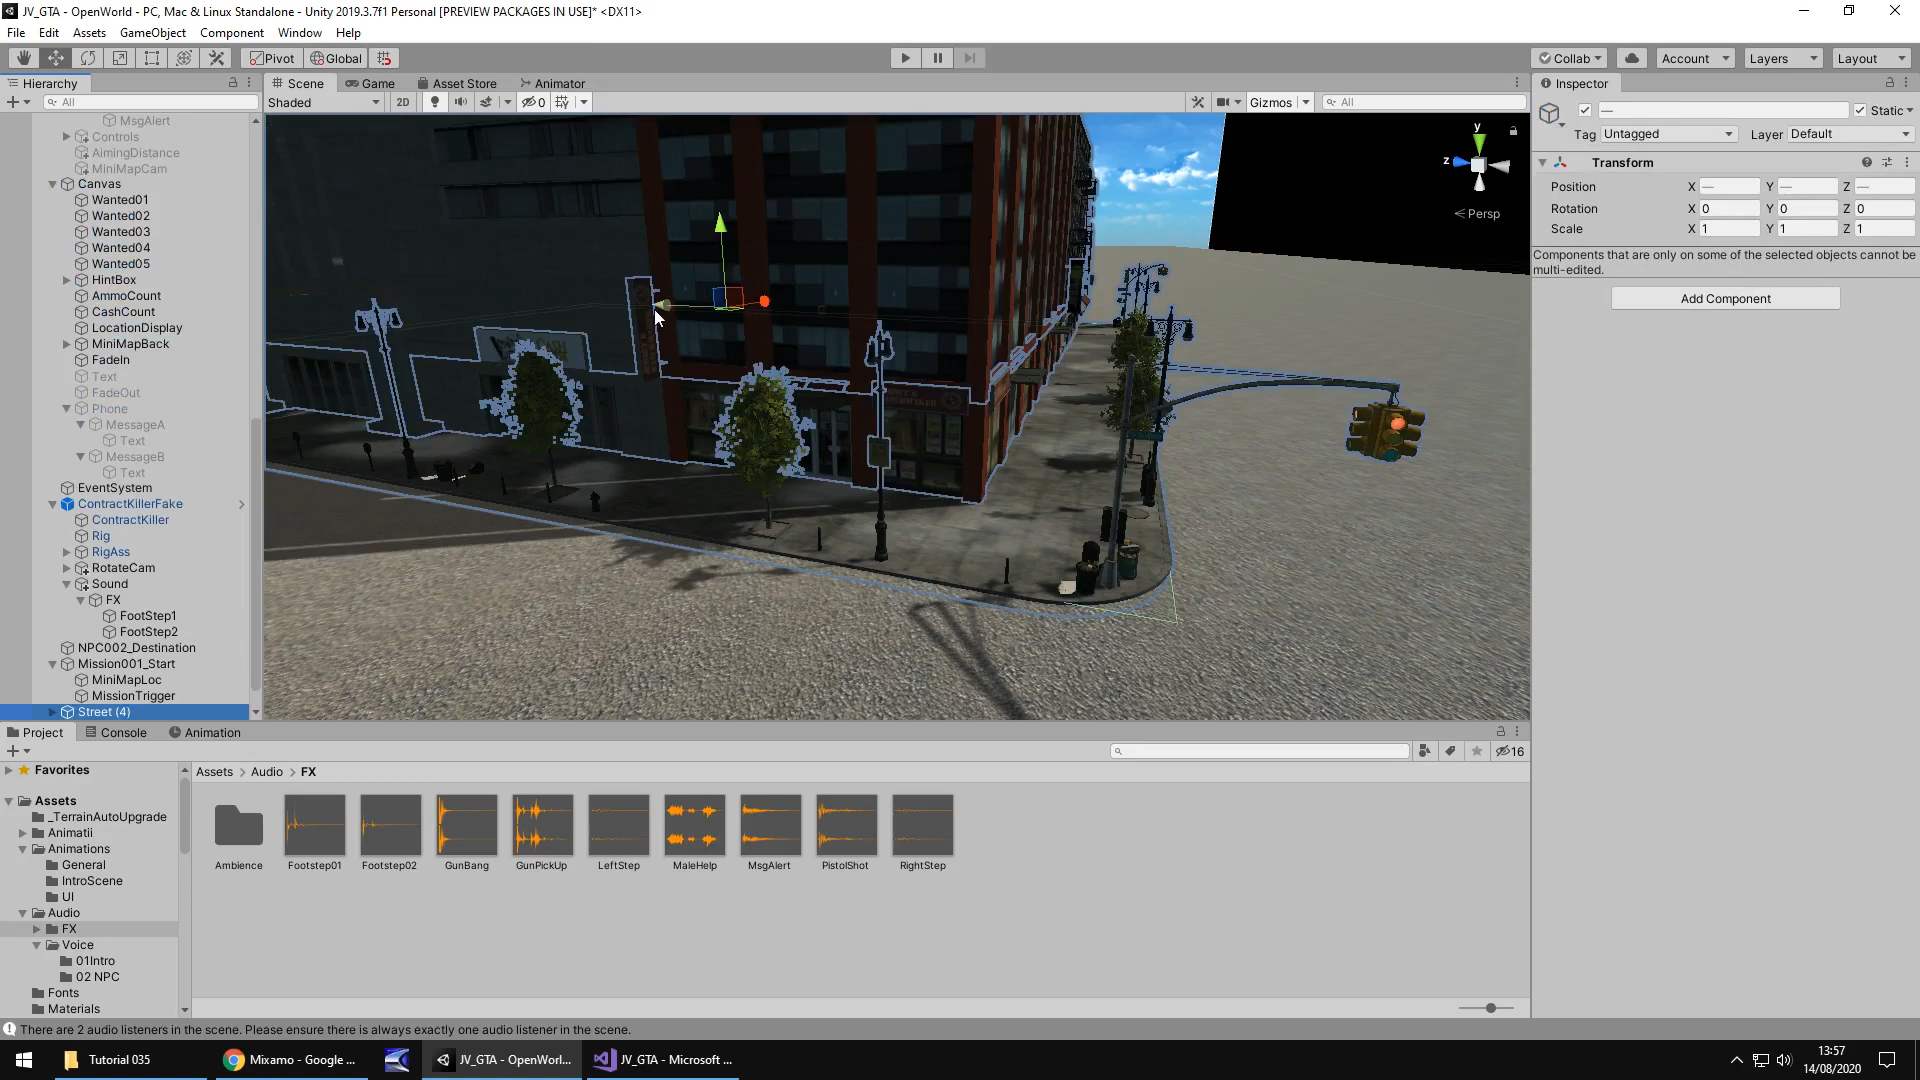 JV_GTA - OpenWorld - PC, Mac & Linux Standalone - Unity 2019.3.7f1 Personal [PREVIEW PACKAGES IN USE]* <DX11>
File Edit Assets GameObject Component Window Help
Pivot Global Collab Account Layers Layout
Hierarchy
All
MsgAlert
Controls
AimingDistance
MiniMapCam
Canvas
Wanted01
Wanted02
Wanted03
Wanted04
Wanted05
HintBox
AmmoCount
CashCount
LocationDisplay
MiniMapBack
FadeIn
Text
FadeOut
Phone
MessageA
Text
MessageB
Text
EventSystem
ContractKillerFake
ContractKiller
Rig
RigAss
RotateCam
Sound
FX
FootStep1
FootStep2
NPC002_Destination
Mission001_Start
MiniMapLoc
MissionTrigger
Street (4)
Scene Game Asset Store Animator
Shaded 2D 0 Gizmos All
y
z
Persp
Inspector
— Static
Tag Untagged Layer Default
Transform
Position X — Y — Z —
Rotation X 0 Y 0 Z 0
Scale X 1 Y 1 Z 1
Components that are only on some of the selected objects cannot be
multi-edited.
Add Component
Project Console Animation
16
Favorites
Assets
_TerrainAutoUpgrade
Animatii
Animations
General
IntroScene
UI
Audio
FX
Voice
01Intro
02 NPC
Fonts
Materials
Assets > Audio > FX
Ambience Footstep01 Footstep02 GunBang GunPickUp LeftStep MaleHelp MsgAlert PistolShot RightStep
There are 2 audio listeners in the scene. Please ensure there is always exactly one audio listener in the scene.
Tutorial 035 Mixamo - Google ... JV_GTA - OpenWorl... JV_GTA - Microsoft ...
13:57
14/08/2020